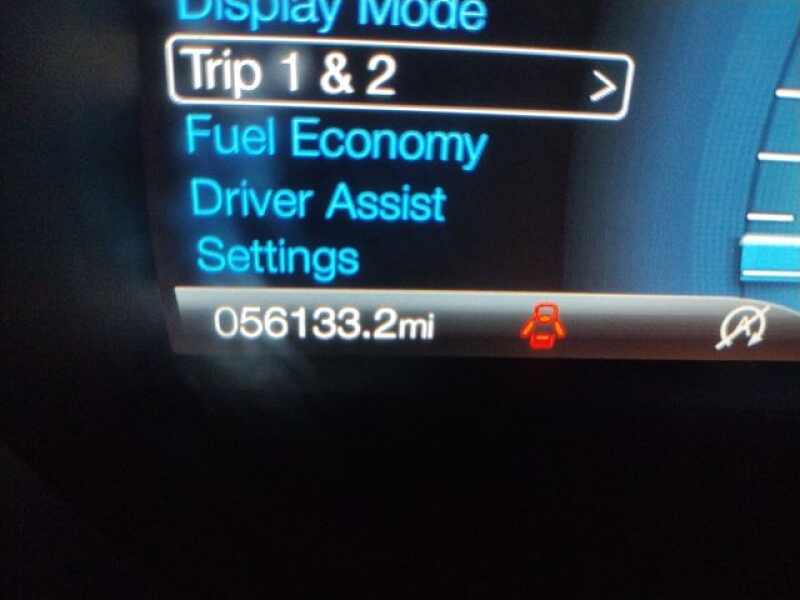 Display Mode
Trip 1 & 2 >
Fuel Economy
Driver Assist
Settings
056133.2mi
A